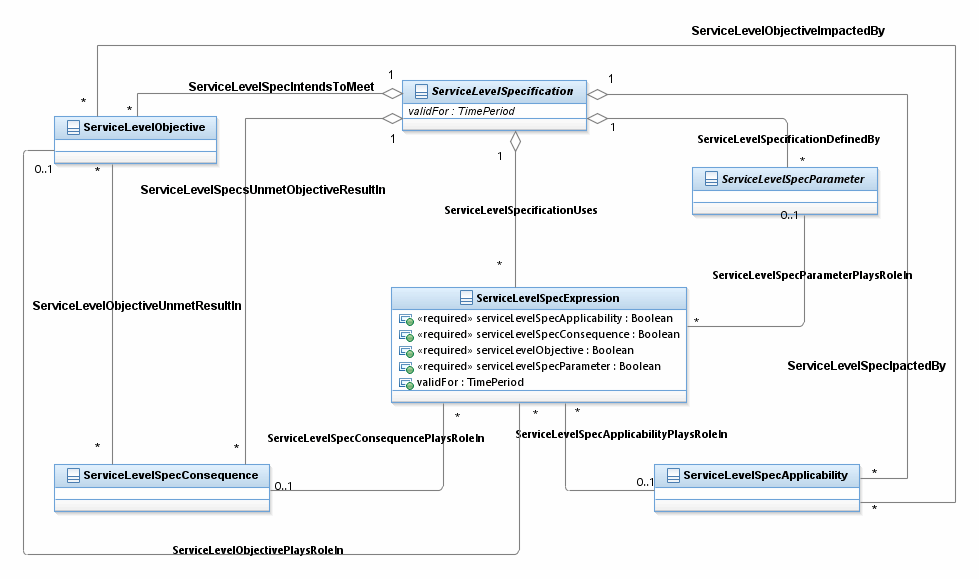 ServiceLevelObjectiveImpactedBy
1
1
ServiceLevelSpecIntendsToMeet
ServiceLevelSpecification
*
*
validFor : TimePeriod
ServiceLevelObjective
1
1
ServiceLevelSpecificationDefinedBy
1
*
0..1
*
ServiceLevelSpecParameter
ServiceLevelSpecsUnmetObjectiveResultIn
ServiceLevelSpecificationUses
0..1
*
ServiceLevelSpecParameterPlaysRoleIn
ServiceLevelSpecExpression
ServiceLevelObjectiveUnmetResultIn
«required» serviceLevelSpecApplicability : Boolean
*
«required» serviceLevelSpecConsequence : Boolean
«required» serviceLevelObjective : Boolean
«required» serviceLevelSpecParameter : Boolean
ServiceLevelSpecIpactedBy
validFor : TimePeriod
*
*
*
ServiceLevelSpecConsequencePlaysRoleIn
ServiceLevelSpecApplicabilityPlaysRoleIn
*
*
ServiceLevelSpecConsequence
ServiceLevelSpecApplicability
*
0..1
0..1
*
ServiceLevelObjectivePlaysRoleIn